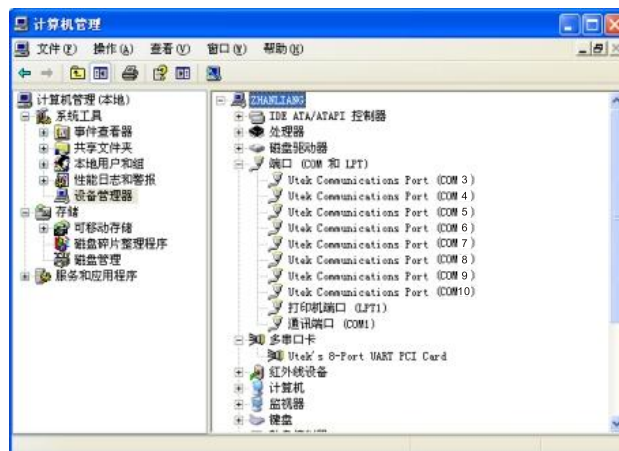 计算机管理
文件(F) 操作(A) 查看(V) 窗口(W) 帮助(H)
计算机管理(本地)
系统工具
事件查看器
共享文件夹
本地用户和组
性能日志和警报
设备管理器
存储
可移动存储
磁盘碎片整理程序
磁盘管理
服务和应用程序
ZHANLIANG
IDE ATA/ATAPI 控制器
处理器
磁盘驱动器
端口 (COM 和 LPT)
Utek Communications Port (COM 3)
Utek Communications Port (COM 4)
Utek Communications Port (COM 5)
Utek Communications Port (COM 6)
Utek Communications Port (COM 7)
Utek Communications Port (COM 8)
Utek Communications Port (COM 9)
Utek Communications Port (COM10)
打印机端口 (LPT1)
通讯端口 (COM1)
多串口卡
Utek's 8-Port UART PCI Card
红外线设备
计算机
监视器
键盘